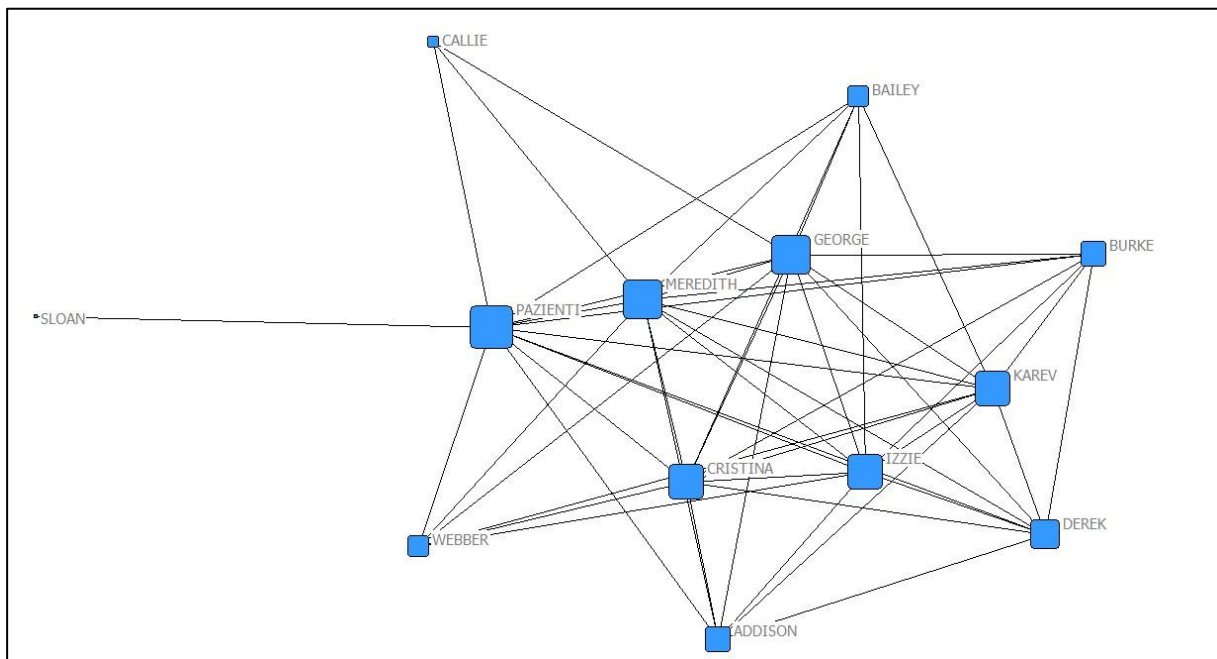 CALLIE
BAILEY
GEORGE
BURKE
MEREDITH
PAZIENTI
SLOAN
KAREV
IZZIE
CRISTINA
DEREK
WEBBER
ADDISON